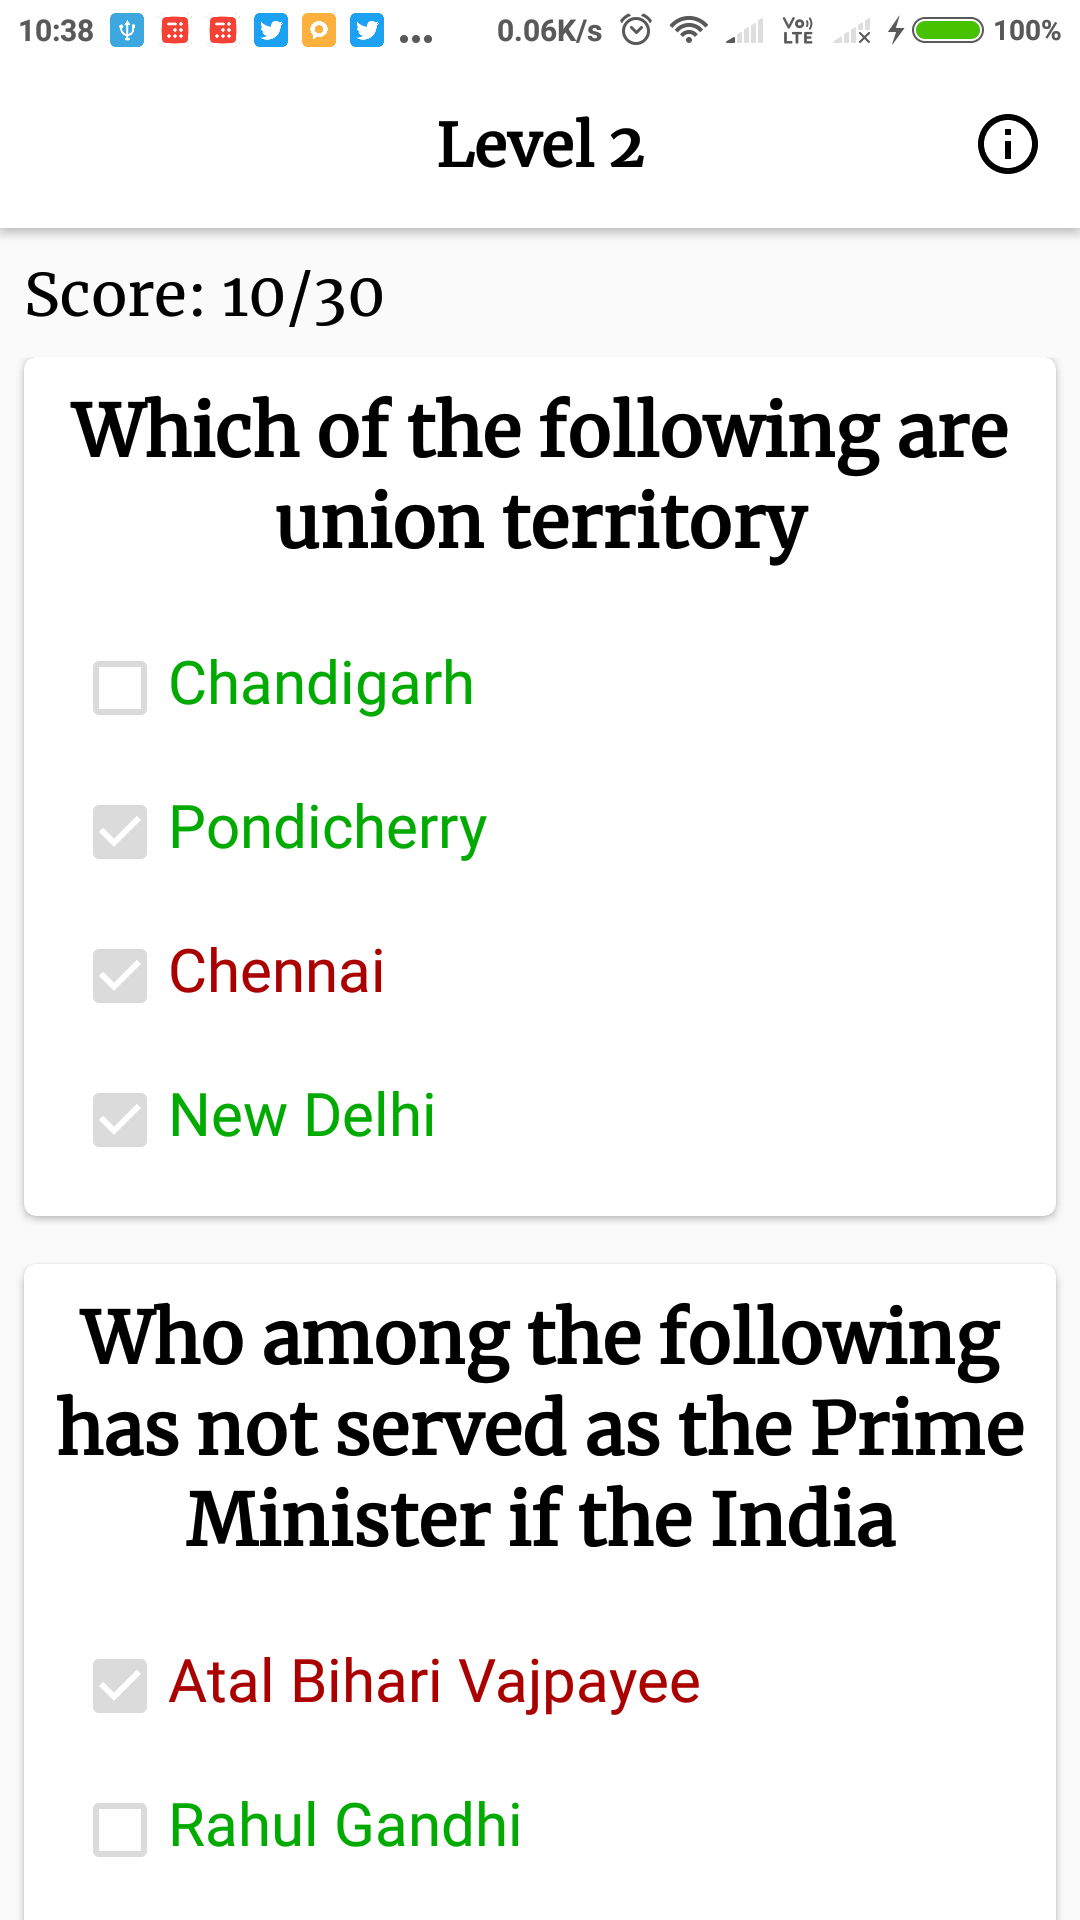 10:38 ... 0.06K/s VoLTE 100%
Level 2
Score: 10/30
Which of the following are
union territory
Chandigarh
Pondicherry
Chennai
New Delhi
Who among the following
has not served as the Prime
Minister if the India
Atal Bihari Vajpayee
Rahul Gandhi